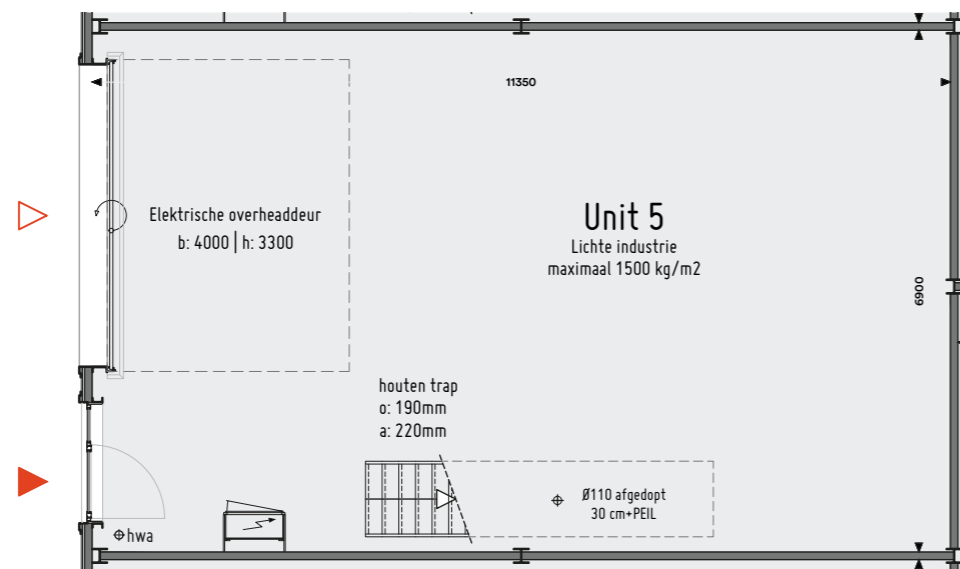 11350
Elektrische overheaddeur
b: 4000 | h: 3300
Unit 5
Lichte industrie
maximaal 1500 kg/m2
6900
houten trap
o: 190mm
a: 220mm
Ø110 afgedopt
30 cm+PEIL
hwa